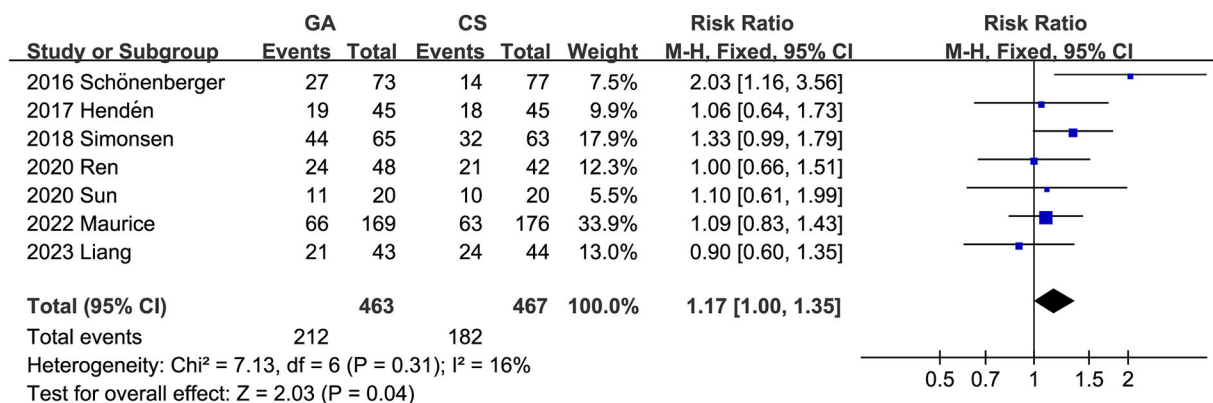 GA CS Risk Ratio Risk Ratio
Study or Subgroup Events Total Events Total Weight M-H, Fixed, 95% CI M-H, Fixed, 95% CI
2016 Schönenberger 27 73 14 77 7.5% 2.03 [1.16, 3.56]
2017 Hendén 19 45 18 45 9.9% 1.06 [0.64, 1.73]
2018 Simonsen 44 65 32 63 17.9% 1.33 [0.99, 1.79]
2020 Ren 24 48 21 42 12.3% 1.00 [0.66, 1.51]
2020 Sun 11 20 10 20 5.5% 1.10 [0.61, 1.99]
2022 Maurice 66 169 63 176 33.9% 1.09 [0.83, 1.43]
2023 Liang 21 43 24 44 13.0% 0.90 [0.60, 1.35]
Total (95% CI) 463 467 100.0% 1.17 [1.00, 1.35]
Total events 212 182
Heterogeneity: Chi² = 7.13, df = 6 (P = 0.31); I² = 16%
Test for overall effect: Z = 2.03 (P = 0.04)
0.5 0.7 1 1.5 2